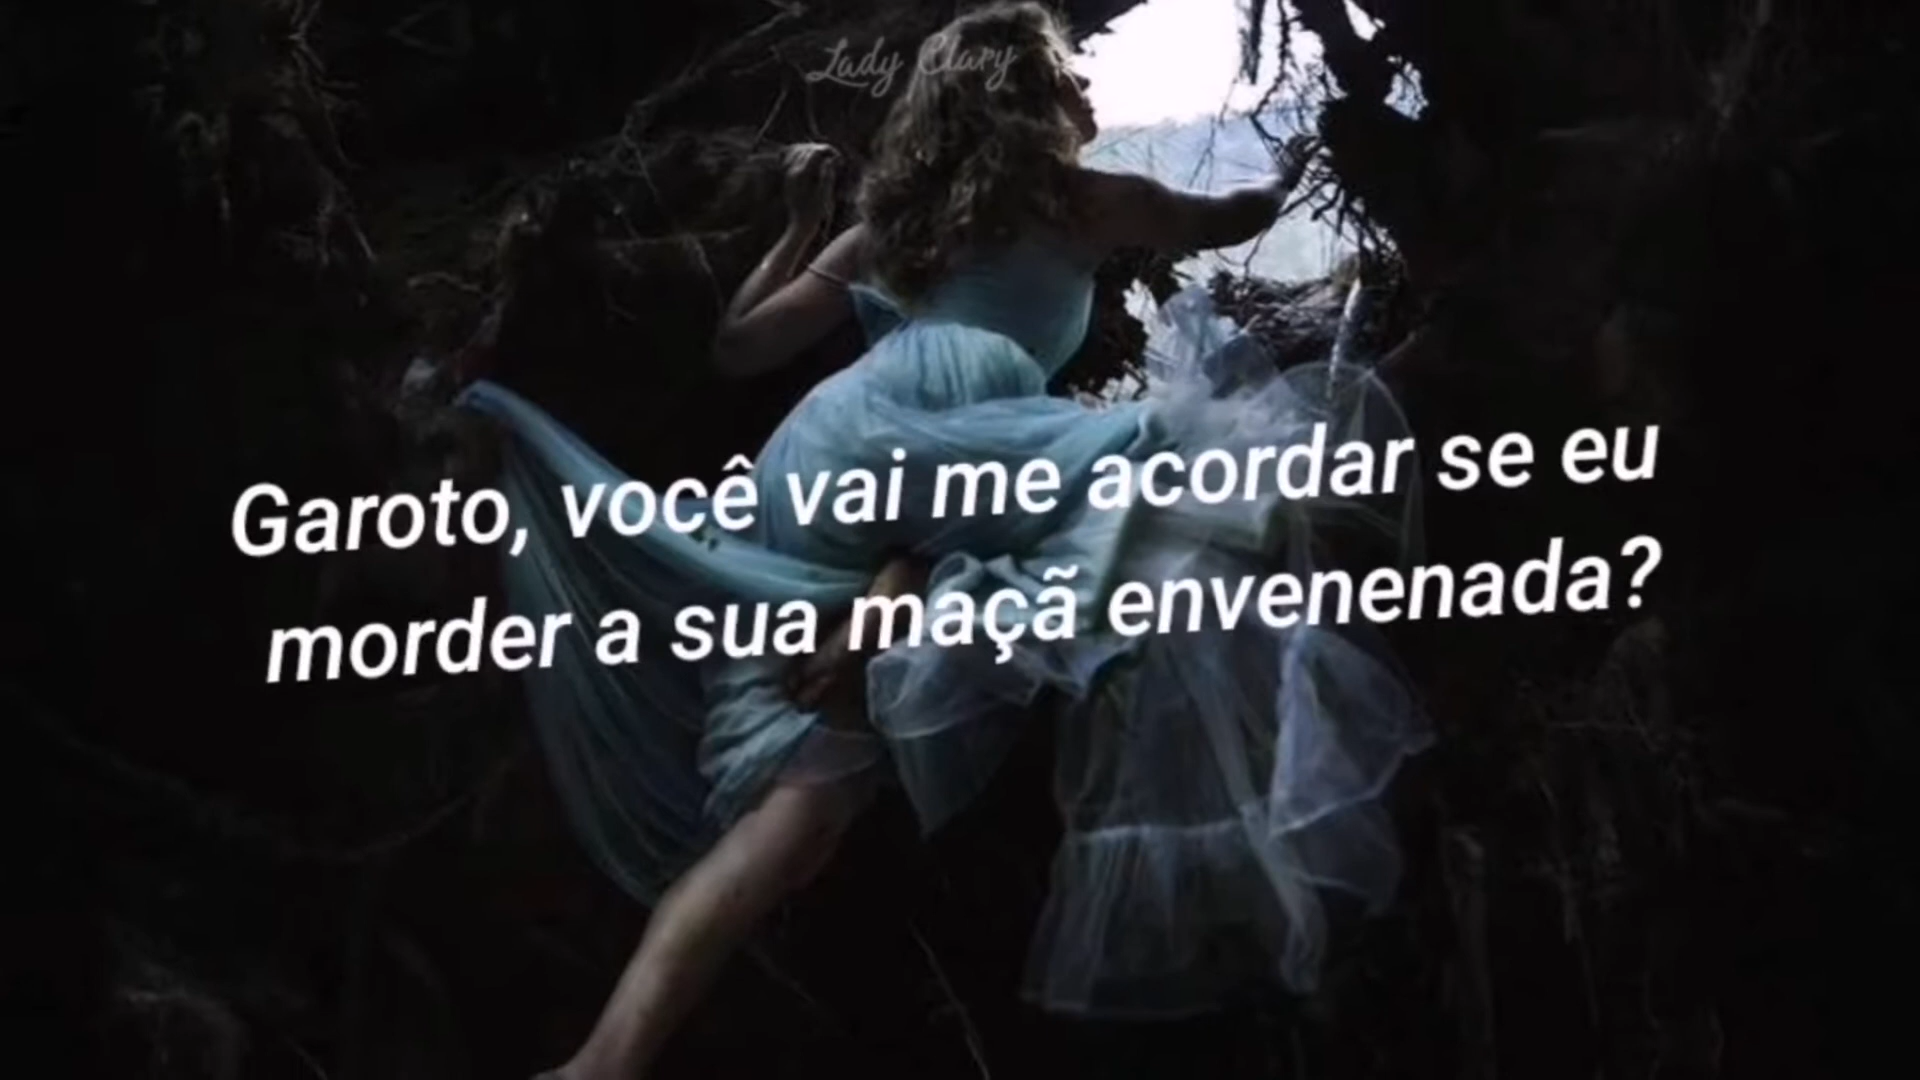 Lady Clary
Garoto, você vai me acordar se eu
morder a sua maçã envenenada?